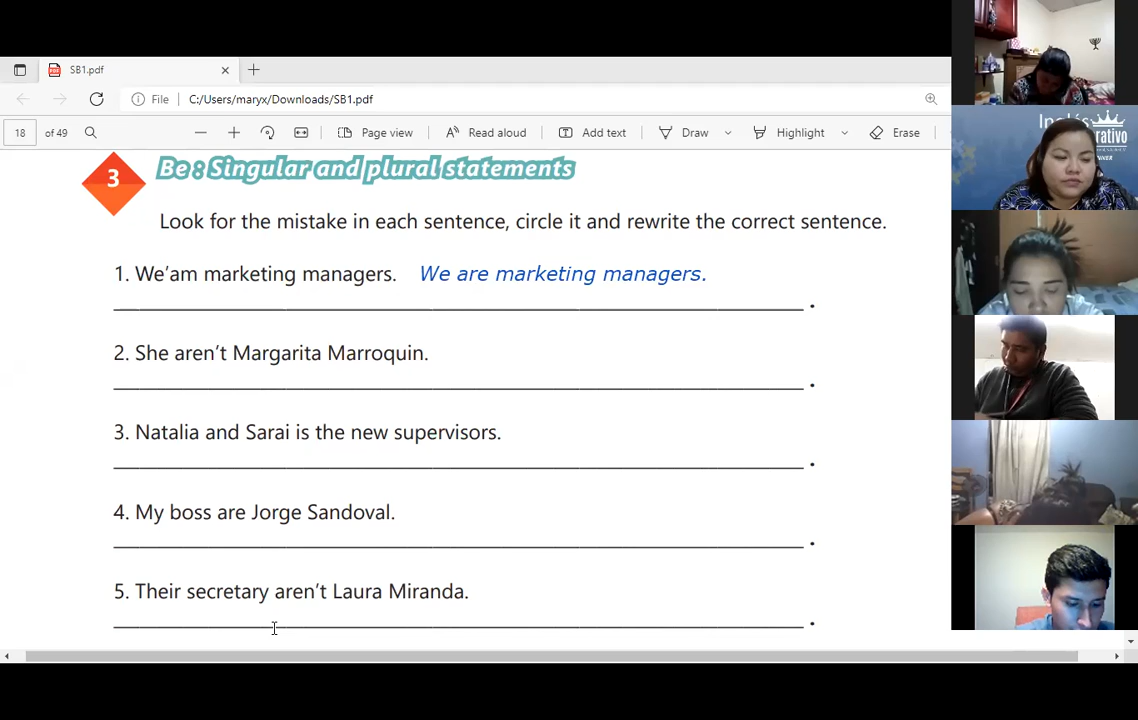 SB1.pdf
File C:/Users/maryx/Downloads/SB1.pdf
18 of 49 Page view Read aloud Add text Draw Highlight Erase
3 Be : Singular and plural statements
Look for the mistake in each sentence, circle it and rewrite the correct sentence.
1. We’am marketing managers. We are marketing managers.
.
2. She aren’t Margarita Marroquin.
.
3. Natalia and Sarai is the new supervisors.
.
4. My boss are Jorge Sandoval.
.
5. Their secretary aren’t Laura Miranda.
.